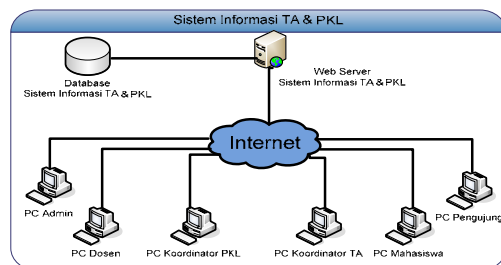 Sistem Informasi TA & PKL
Database
Sistem Informasi TA & PKL
Web Server
Sistem Informasi TA & PKL
Internet
PC Admin
PC Dosen
PC Koordinator PKL
PC Koordinator TA
PC Mahasiswa
PC Pengujung